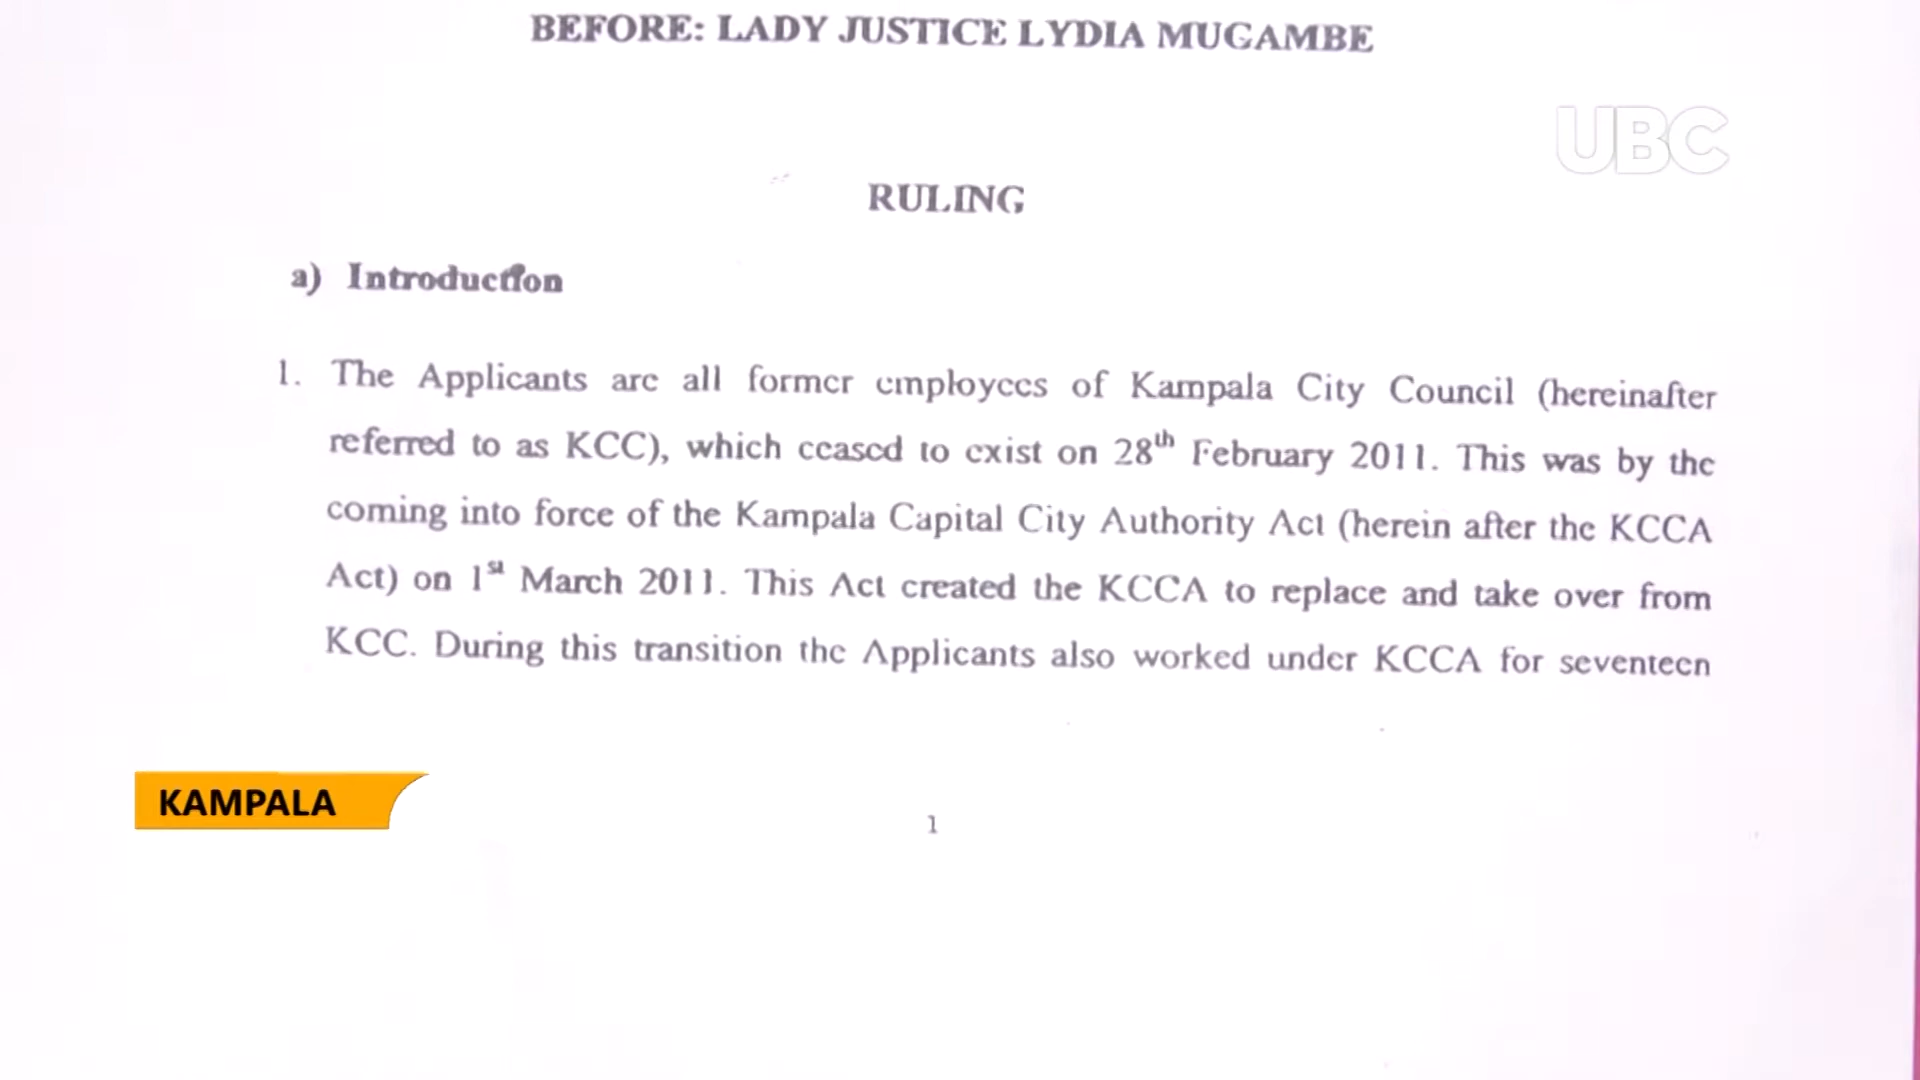 BEFORE: LADY JUSTICE LYDIA MUGAMBE
UBC
RULING
a) Introduction
1. The Applicants are all former employees of Kampala City Council (hereinafter
referred to as KCC), which ceased to exist on 28th February 2011. This was by the
coming into force of the Kampala Capital City Authority Act (herein after the KCCA
Act) on 1st March 2011. This Act created the KCCA to replace and take over from
KCC. During this transition the Applicants also worked under KCCA for seventeen
KAMPALA
1